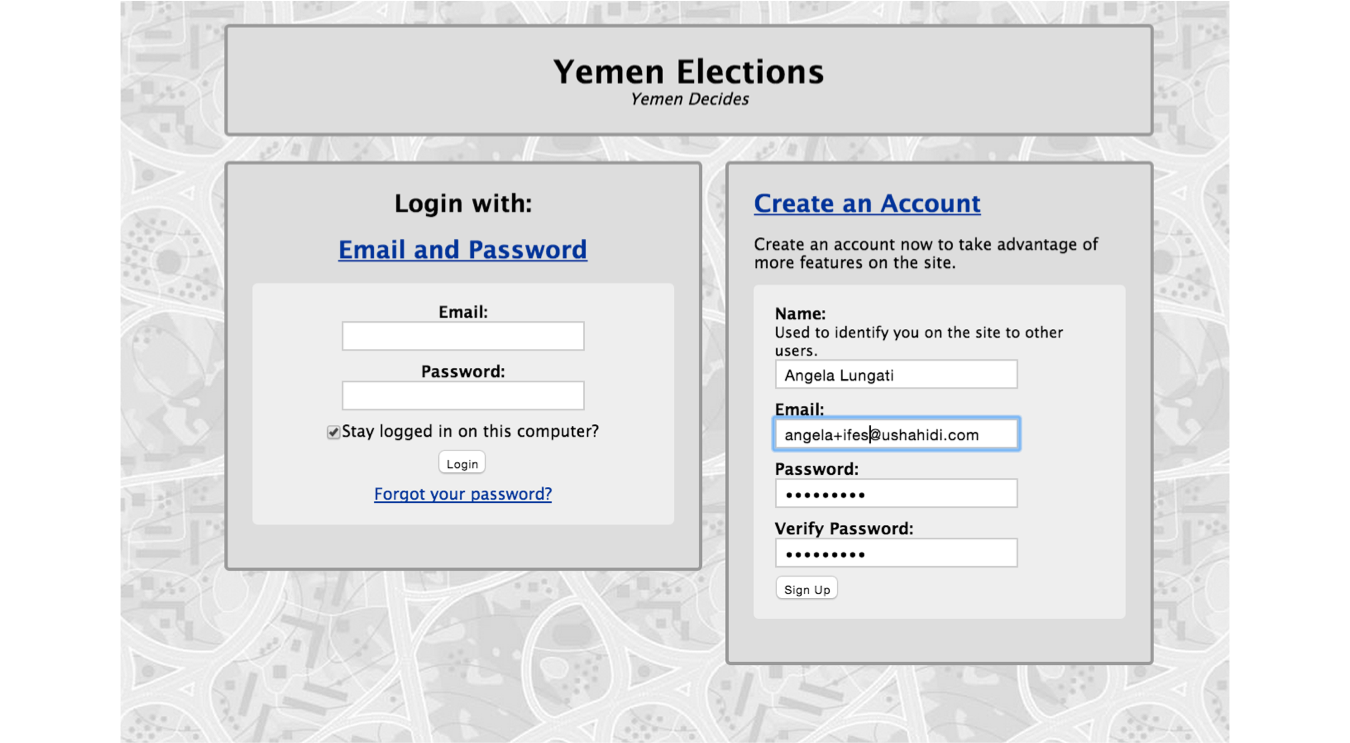 Yemen Elections
Yemen Decides
Login with:
Email and Password
Email:
Password:
Stay logged in on this computer?
Login
Forgot your password?
Create an Account
Create an account now to take advantage of
more features on the site.
Name:
Used to identify you on the site to other
users.
Angela Lungati
Email:
angela+ifes@ushahidi.com
Password:
•••••••••
Verify Password:
•••••••••
Sign Up